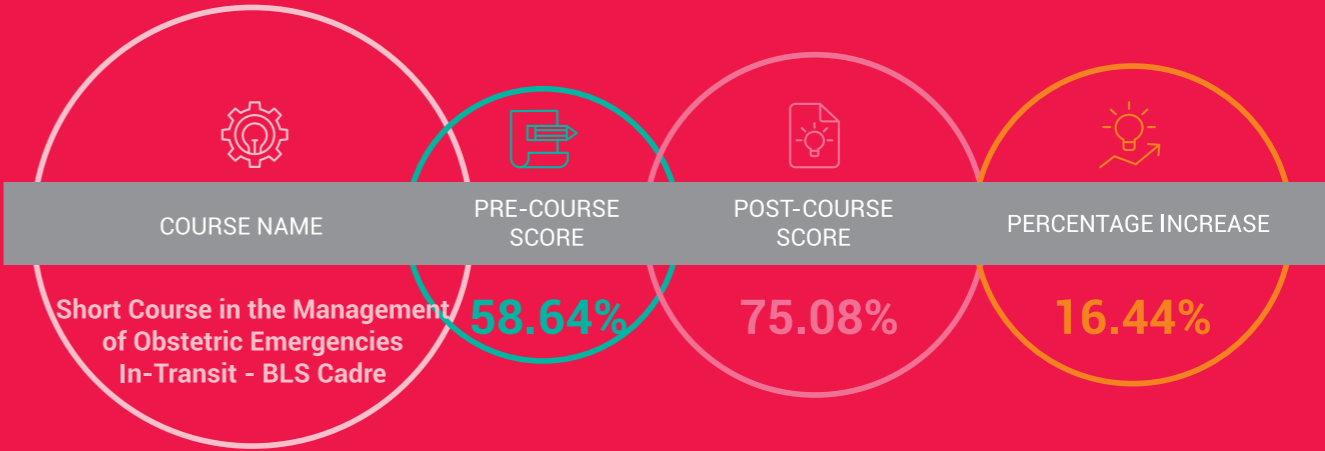 COURSE NAME
PRE-COURSE
SCORE
POST-COURSE
SCORE
PERCENTAGE INCREASE
Short Course in the Management
of Obstetric Emergencies
In-Transit - BLS Cadre
58.64%
75.08%
16.44%